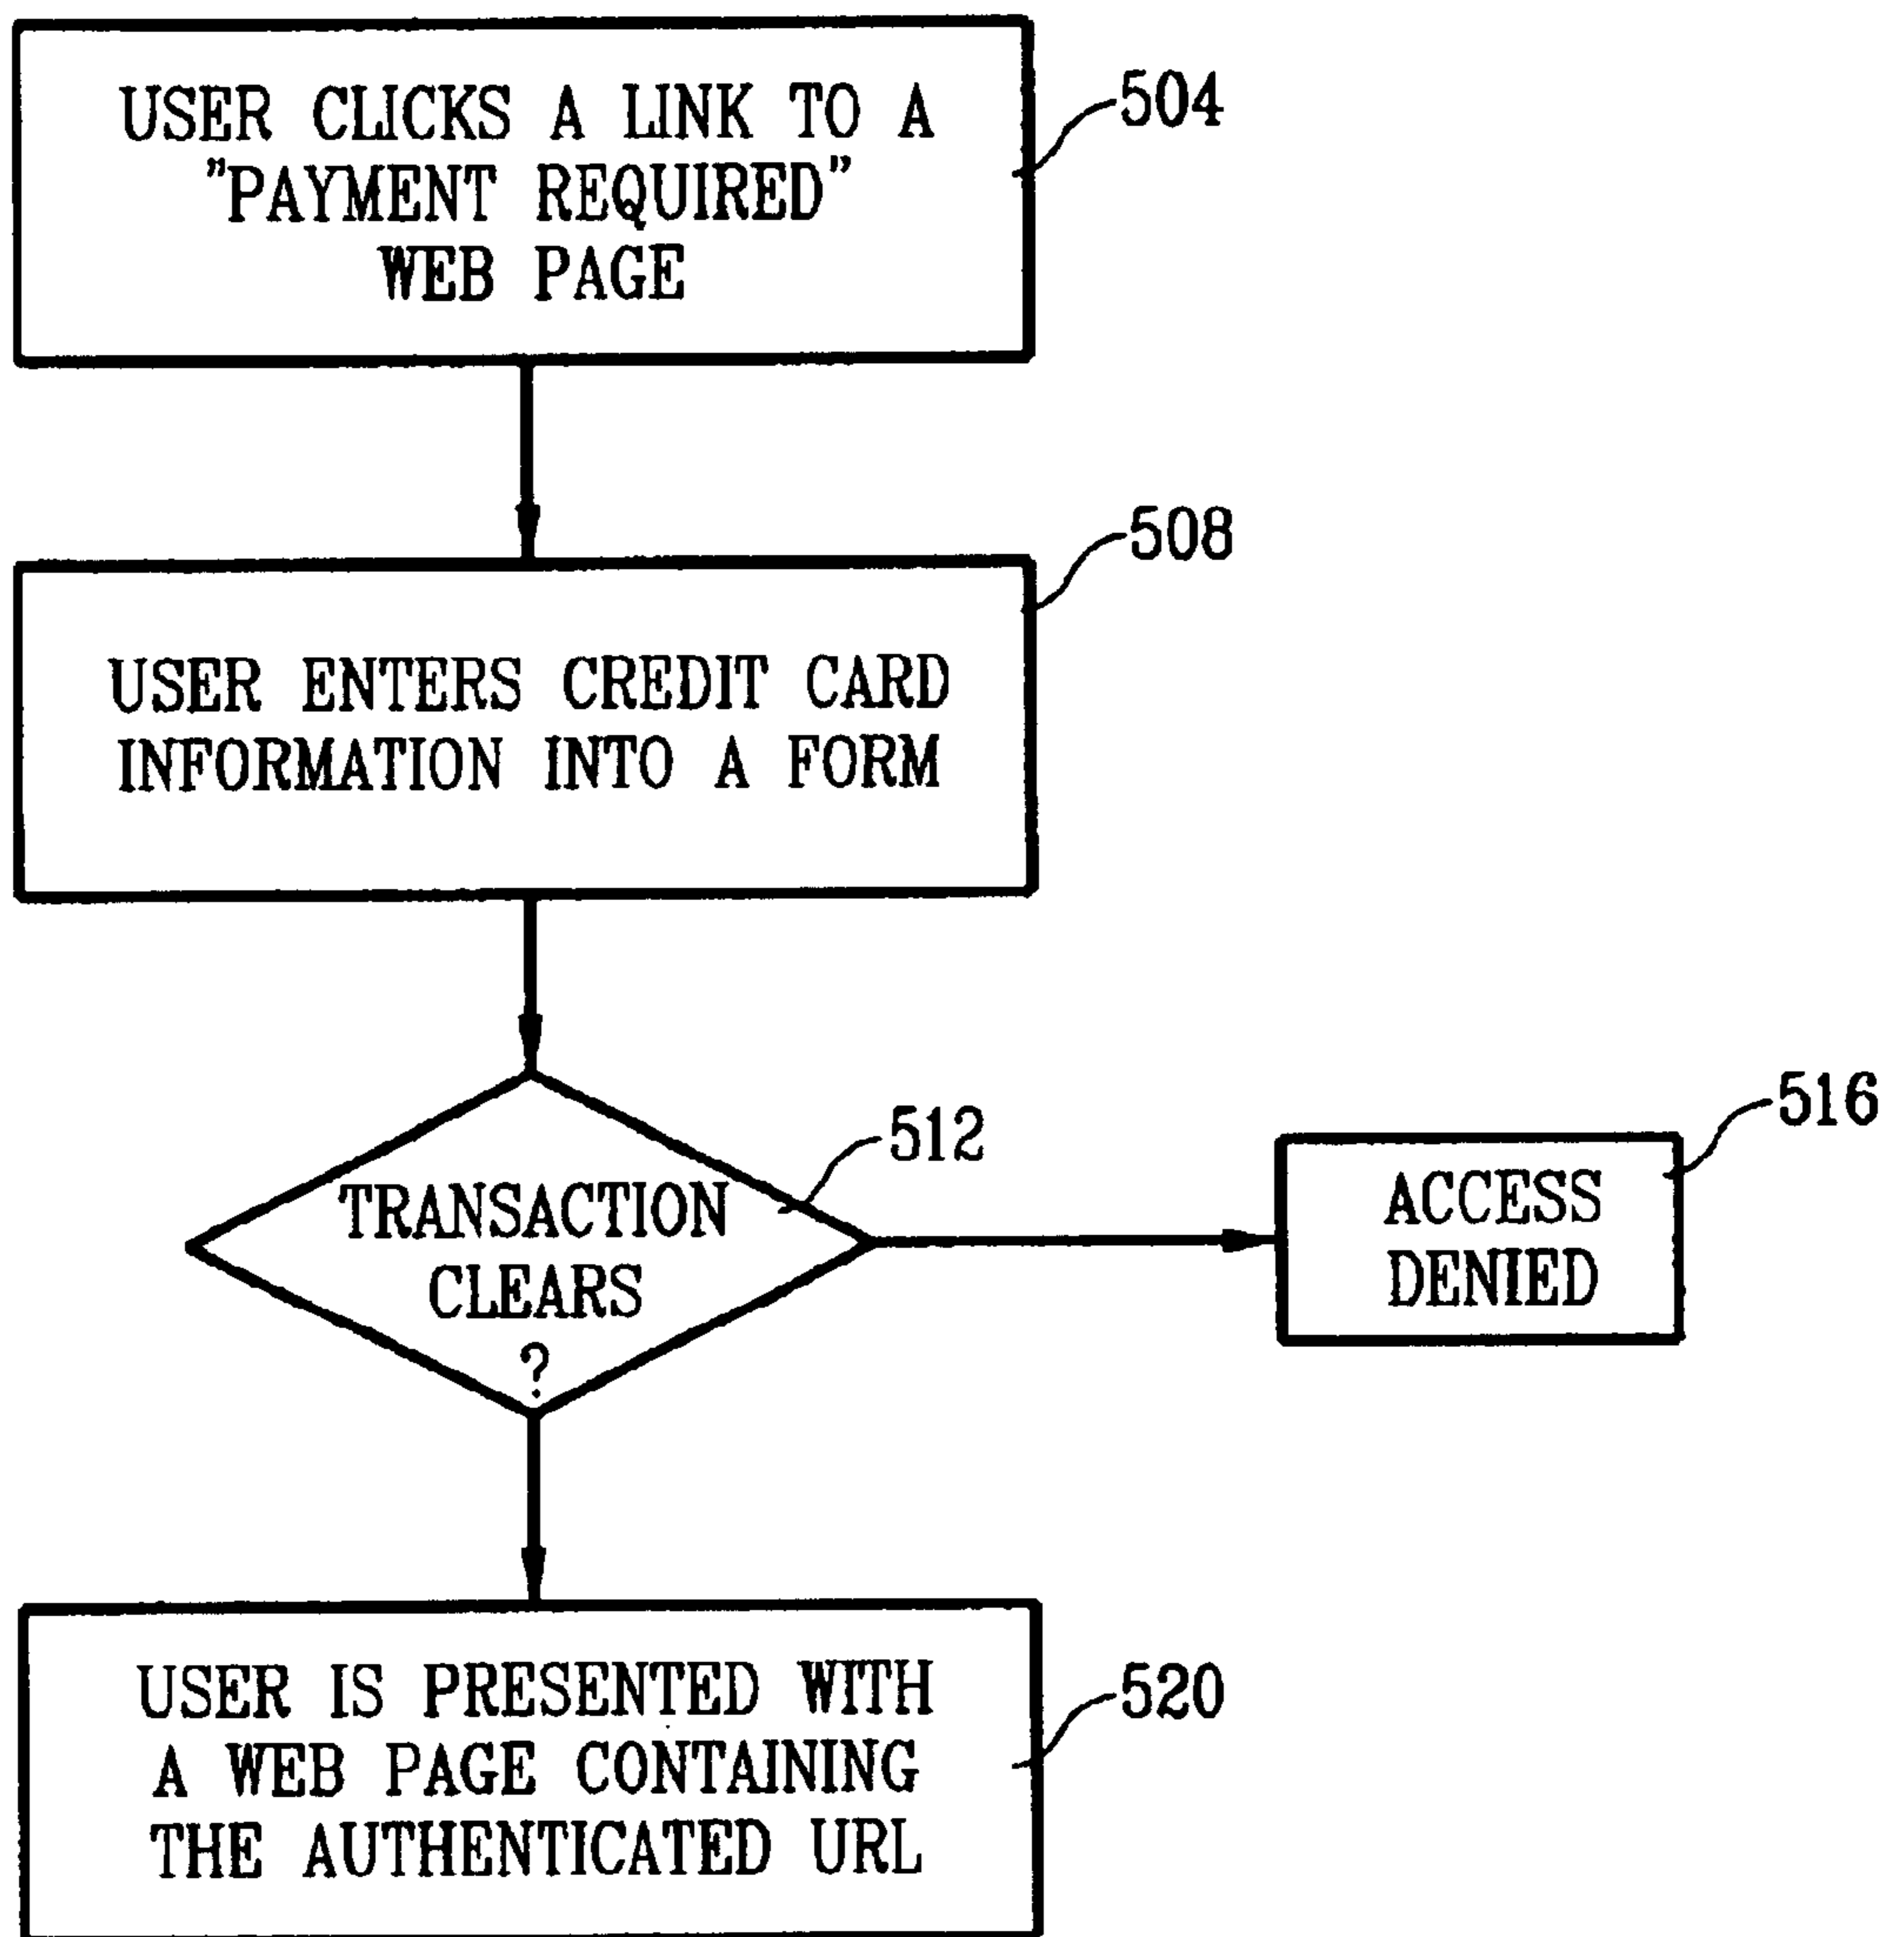 USER CLICKS A LINK TO A
"PAYMENT REQUIRED"
WEB PAGE
504
508
USER ENTERS CREDIT CARD
INFORMATION INTO A FORM
512
TRANSACTION
CLEARS
?
516
ACCESS
DENIED
520
USER IS PRESENTED WITH
A WEB PAGE CONTAINING
THE AUTHENTICATED URL